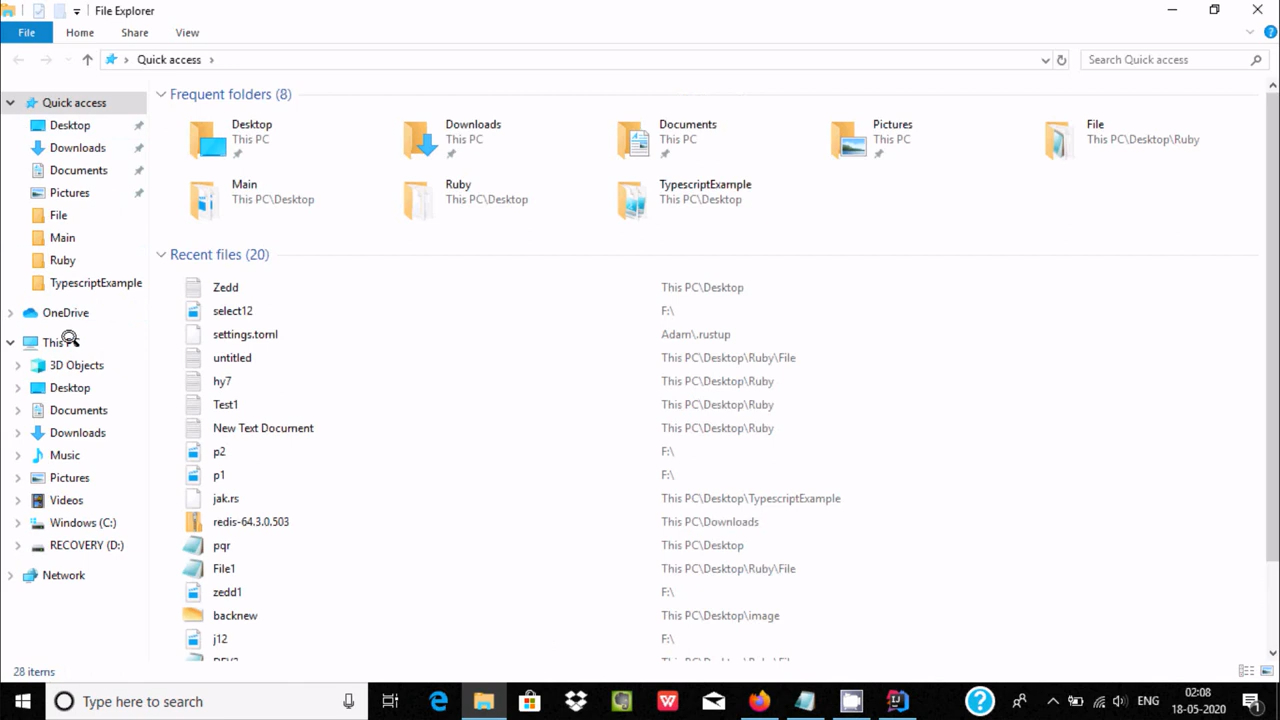 File Explorer
File Home Share View
Quick access
Search Quick access
Quick access
Desktop
Downloads
Documents
Pictures
File
Main
Ruby
TypescriptExample
OneDrive
This
3D Objects
Desktop
Documents
Downloads
Music
Pictures
Videos
Windows (C:)
RECOVERY (D:)
Network
Frequent folders (8)
Desktop
This PC
Downloads
This PC
Documents
This PC
Pictures
This PC
File
This PC\Desktop\Ruby
Main
This PC\Desktop
Ruby
This PC\Desktop
TypescriptExample
This PC\Desktop
Recent files (20)
Zedd This PC\Desktop
select12 F:\
settings.toml Adam\.rustup
untitled This PC\Desktop\Ruby\File
hy7 This PC\Desktop\Ruby
Test1 This PC\Desktop\Ruby
New Text Document This PC\Desktop\Ruby
p2 F:\
p1 F:\
jak.rs This PC\Desktop\TypescriptExample
redis-64.3.0.503 This PC\Downloads
pqr This PC\Desktop
File1 This PC\Desktop\Ruby\File
zedd1 F:\
backnew This PC\Desktop\image
j12 F:\
28 items
Type here to search
ENG
02:08
18-05-2020